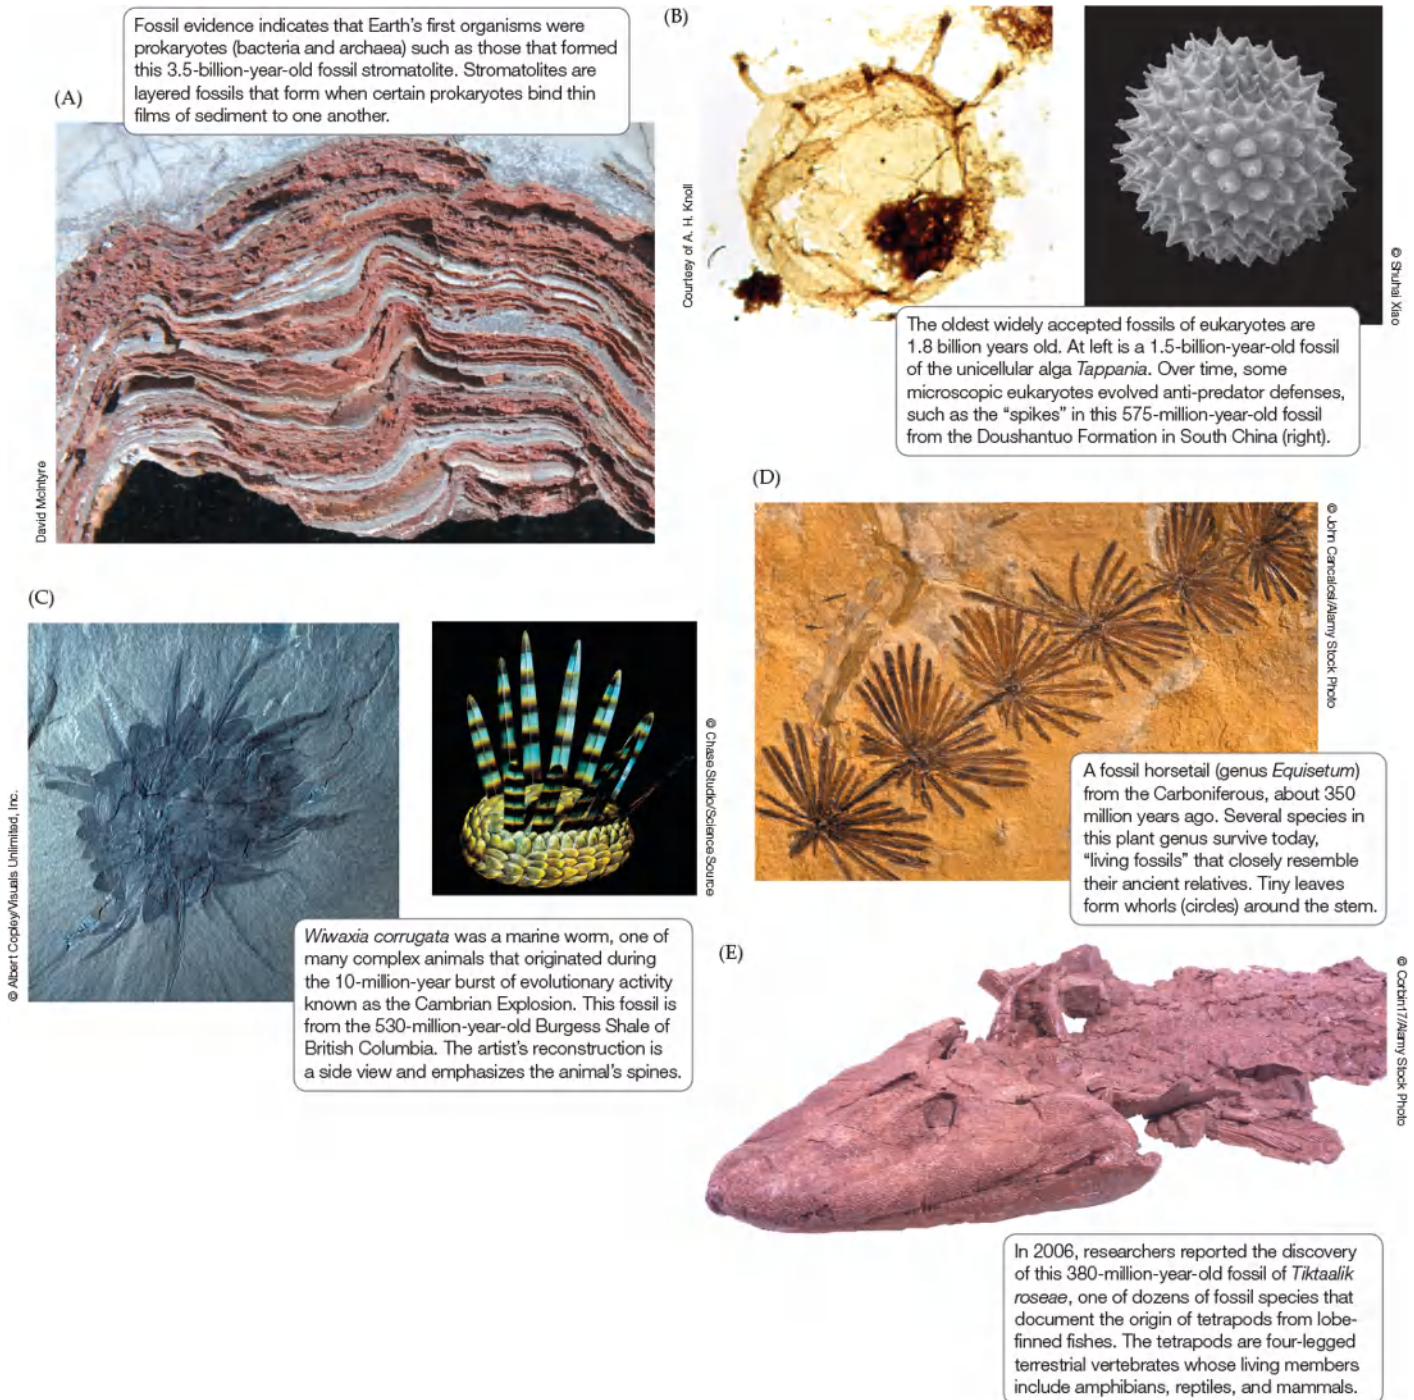 Fossil evidence indicates that Earth's first organisms were
prokaryotes (bacteria and archaea) such as those that formed
this 3.5-billion-year-old fossil stromatolite. Stromatolites are
layered fossils that form when certain prokaryotes bind thin
films of sediment to one another.
(A)
David McIntyre
(B)
Courtesy of A. H. Knoll
© Shuhai Xiao
The oldest widely accepted fossils of eukaryotes are
1.8 billion years old. At left is a 1.5-billion-year-old fossil
of the unicellular alga Tappania. Over time, some
microscopic eukaryotes evolved anti-predator defenses,
such as the “spikes” in this 575-million-year-old fossil
from the Doushantuo Formation in South China (right).
(C)
© Albert Copley/Visuals Unlimited, Inc.
© Chase Studio/Science Source
Wiwaxia corrugata was a marine worm, one of
many complex animals that originated during
the 10-million-year burst of evolutionary activity
known as the Cambrian Explosion. This fossil is
from the 530-million-year-old Burgess Shale of
British Columbia. The artist's reconstruction is
a side view and emphasizes the animal's spines.
(D)
© John Cancalosi/Alamy Stock Photo
A fossil horsetail (genus Equisetum)
from the Carboniferous, about 350
million years ago. Several species in
this plant genus survive today,
“living fossils” that closely resemble
their ancient relatives. Tiny leaves
form whorls (circles) around the stem.
(E)
© Corbin17/Alamy Stock Photo
In 2006, researchers reported the discovery
of this 380-million-year-old fossil of Tiktaalik
roseae, one of dozens of fossil species that
document the origin of tetrapods from lobe-
finned fishes. The tetrapods are four-legged
terrestrial vertebrates whose living members
include amphibians, reptiles, and mammals.